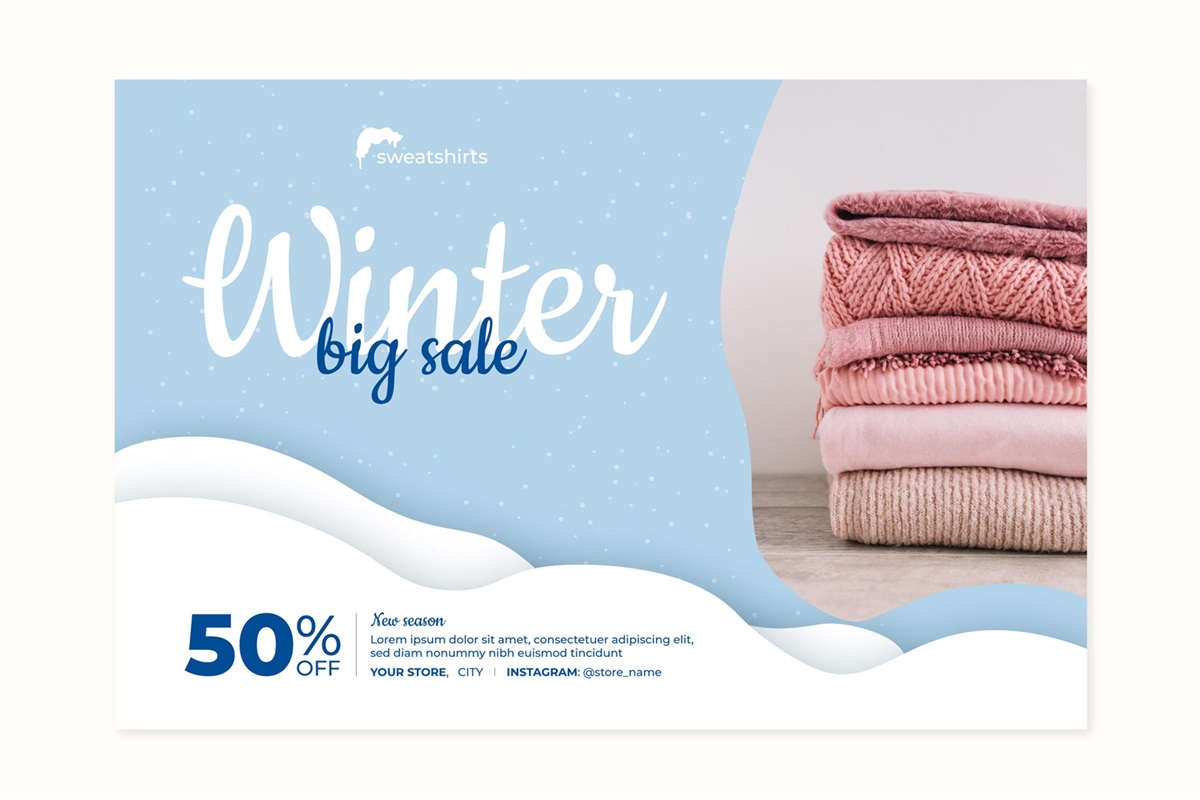 sweatshirts
Winter
big sale
50% OFF
New season
Lorem ipsum dolor sit amet, consectetuer adipiscing elit,
sed diam nonummy nibh euismod tincidunt
YOUR STORE, CITY | INSTAGRAM: @store_name